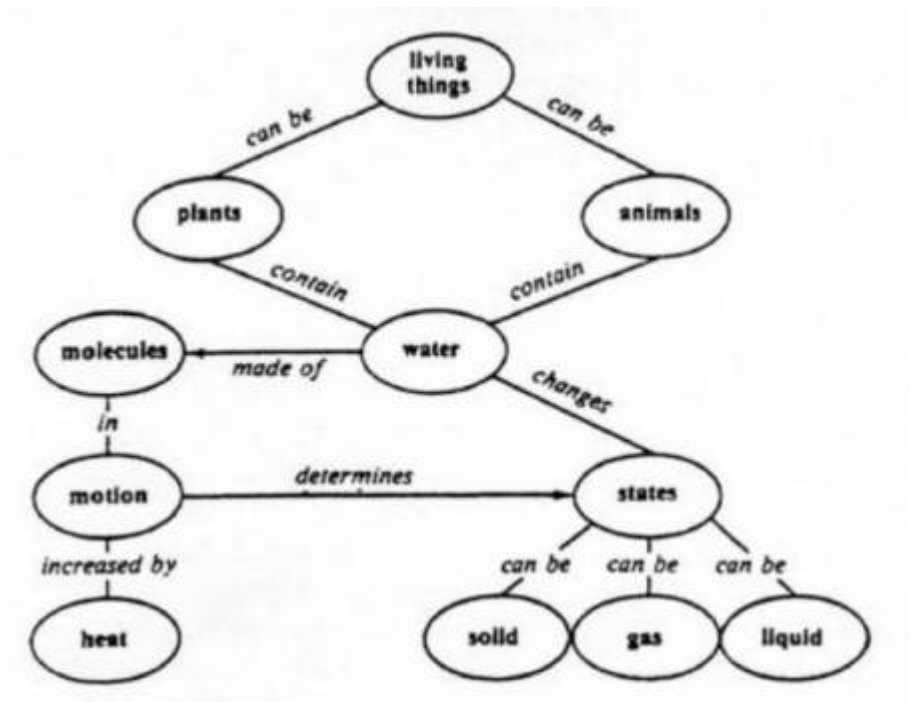 living
things
can be
can be
plants
animals
contain
contain
molecules
water
made of
changes
in
motion
determines
states
increased by
can be
can be
can be
heat
solid
gas
liquid